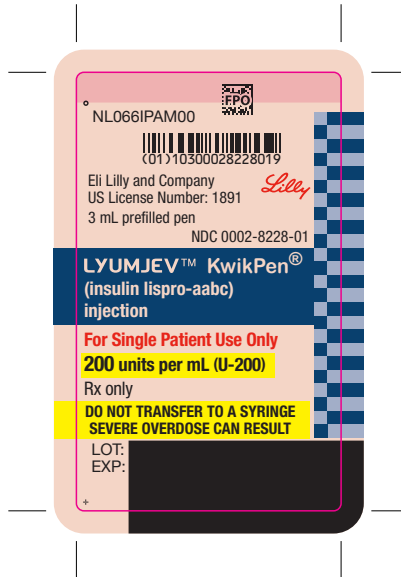 FPO
NL066IPAM00
(01)10300028228019
Eli Lilly and Company
Lilly
US License Number: 1891
3 mL prefilled pen
NDC 0002-8228-01
LYUMJEV™ KwikPen®
(insulin lispro-aabc)
injection
For Single Patient Use Only
200 units per mL (U-200)
Rx only
DO NOT TRANSFER TO A SYRINGE
SEVERE OVERDOSE CAN RESULT
LOT:
EXP: